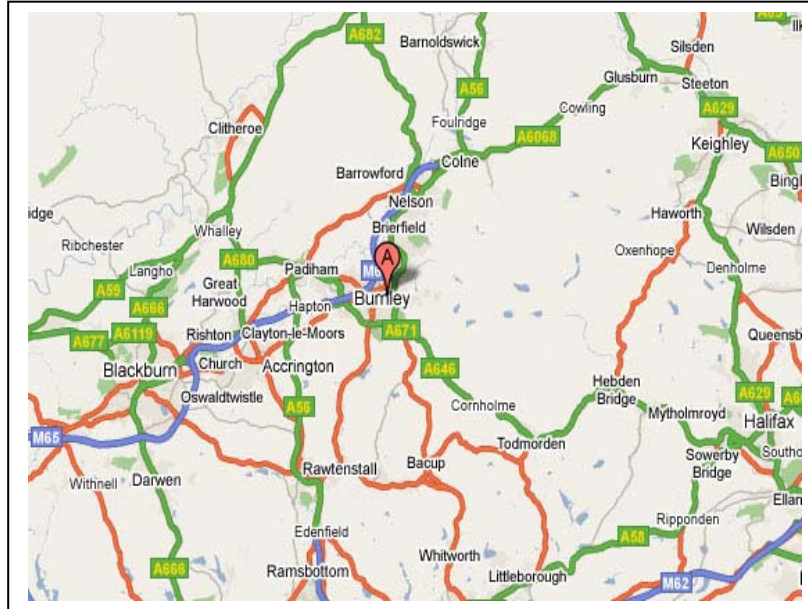 A682
Barnoldswick
Silsden
Glusburn
Steeton
A56
Cowling
A629
Clitheroe
Foulridge
A6068
Keighley
A650
Barrowford
Colne
Nelson
Haworth
Brierfield
Wilsden
Whalley
Ribchester
Oxenhope
Langho
A680
Padiham
A
Denholme
A59
Great
Harwood
Hapton
Burnley
A666
A677
A6119
Rishton
Clayton-le-Moors
A671
Church
Accrington
A646
Blackburn
Hebden
Bridge
A629
Oswaldtwistle
A56
Cornholme
Mytholmroyd
Halifax
M65
Todmorden
Sowerby
Bridge
Withnell
Darwen
Rawtenstall
Bacup
Ripponden
Edenfield
A58
A666
Ramsbottom
Whitworth
Littleborough
M62